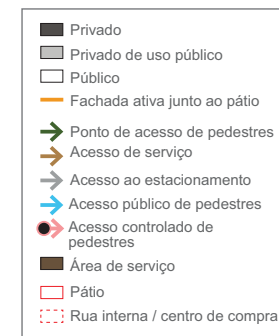 Privado
Privado de uso público
Público
Fachada ativa junto ao pátio
Ponto de acesso de pedestres
Acesso de serviço
Acesso ao estacionamento
Acesso público de pedestres
Acesso controlado de
pedestres
Área de serviço
Pátio
Rua interna / centro de compra